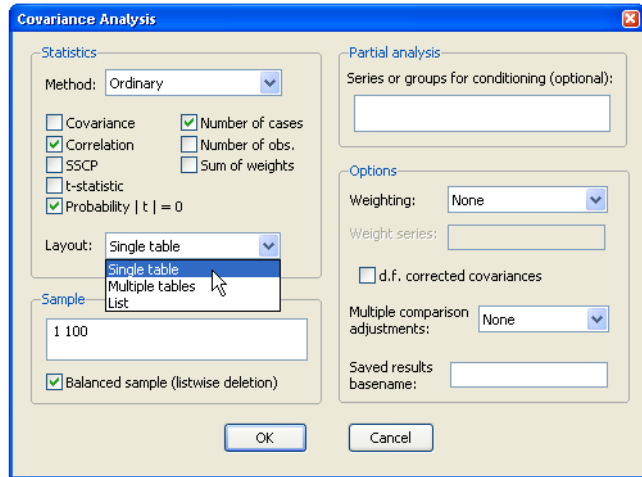 Covariance Analysis
Statistics
Method: Ordinary
Covariance
Number of cases
Correlation
Number of obs.
SSCP
Sum of weights
t-statistic
Probability | t | = 0
Layout: Single table
Single table
Multiple tables
List
Sample
1 100
Balanced sample (listwise deletion)
Partial analysis
Series or groups for conditioning (optional):
Options
Weighting: None
Weight series:
d.f. corrected covariances
Multiple comparison
adjustments: None
Saved results
basename:
OK
Cancel